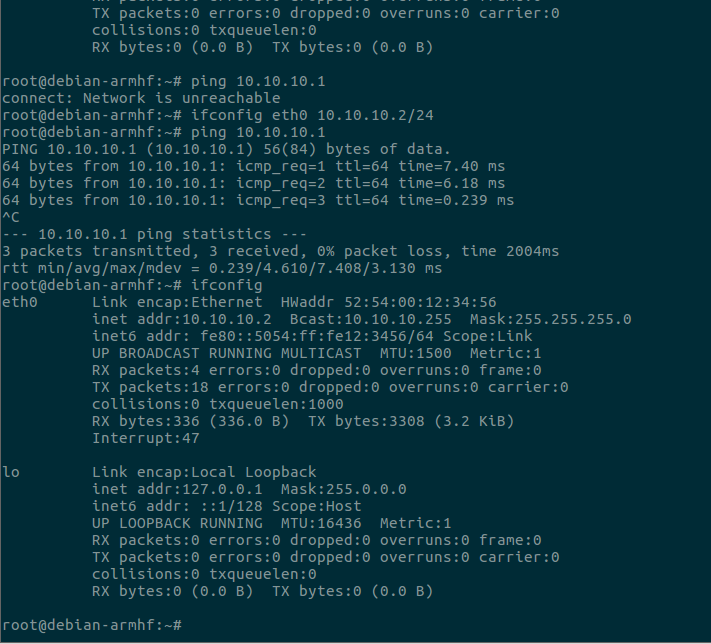 TX packets:0 errors:0 dropped:0 overruns:0 carrier:0
collisions:0 txqueuelen:0
RX bytes:0 (0.0 B)  TX bytes:0 (0.0 B)
root@debian-armhf:~# ping 10.10.10.1
connect: Network is unreachable
root@debian-armhf:~# ifconfig eth0 10.10.10.2/24
root@debian-armhf:~# ping 10.10.10.1
PING 10.10.10.1 (10.10.10.1) 56(84) bytes of data.
64 bytes from 10.10.10.1: icmp_req=1 ttl=64 time=7.40 ms
64 bytes from 10.10.10.1: icmp_req=2 ttl=64 time=6.18 ms
64 bytes from 10.10.10.1: icmp_req=3 ttl=64 time=0.239 ms
^C
--- 10.10.10.1 ping statistics ---
3 packets transmitted, 3 received, 0% packet loss, time 2004ms
rtt min/avg/max/mdev = 0.239/4.610/7.408/3.130 ms
root@debian-armhf:~# ifconfig
eth0      Link encap:Ethernet  HWaddr 52:54:00:12:34:56
inet addr:10.10.10.2  Bcast:10.10.10.255  Mask:255.255.255.0
inet6 addr: fe80::5054:ff:fe12:3456/64 Scope:Link
UP BROADCAST RUNNING MULTICAST  MTU:1500  Metric:1
RX packets:4 errors:0 dropped:0 overruns:0 frame:0
TX packets:18 errors:0 dropped:0 overruns:0 carrier:0
collisions:0 txqueuelen:1000
RX bytes:336 (336.0 B)  TX bytes:3308 (3.2 KiB)
Interrupt:47
lo        Link encap:Local Loopback
inet addr:127.0.0.1  Mask:255.0.0.0
inet6 addr: ::1/128 Scope:Host
UP LOOPBACK RUNNING  MTU:16436  Metric:1
RX packets:0 errors:0 dropped:0 overruns:0 frame:0
TX packets:0 errors:0 dropped:0 overruns:0 carrier:0
collisions:0 txqueuelen:0
RX bytes:0 (0.0 B)  TX bytes:0 (0.0 B)
root@debian-armhf:~#